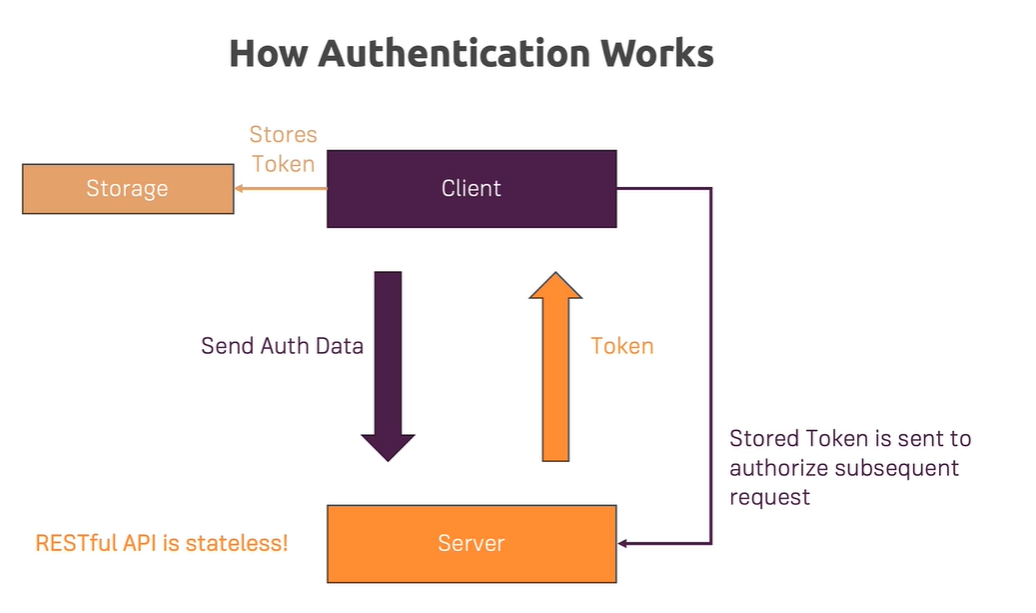 How Authentication Works
Stores
Token
Storage
Client
Send Auth Data
Token
Stored Token is sent to
authorize subsequent
request
RESTful API is stateless!
Server